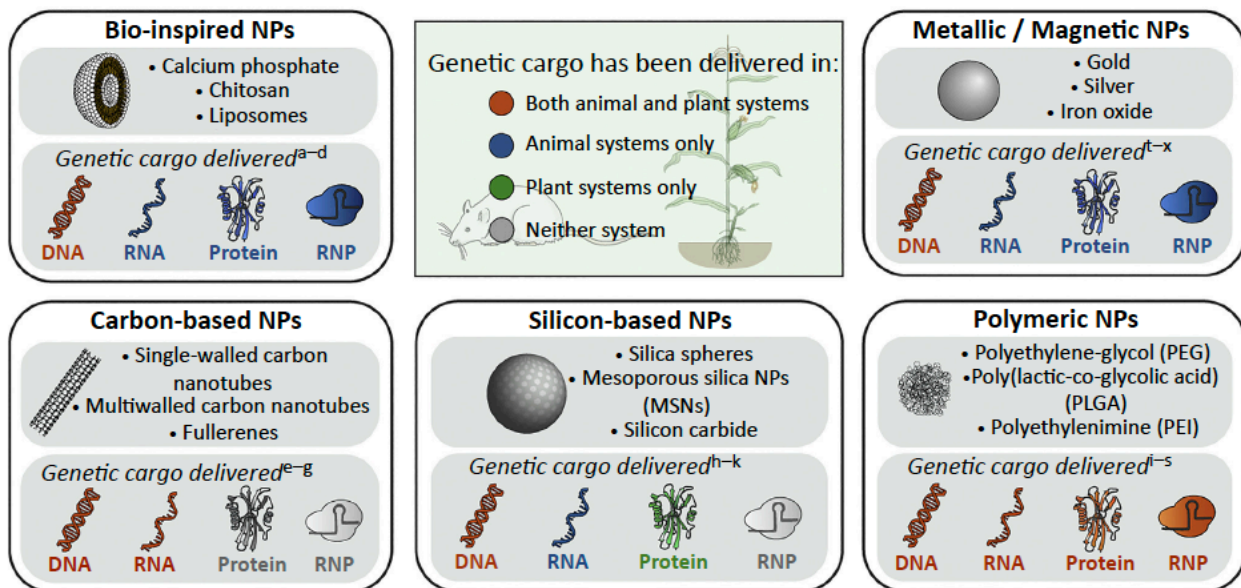 Bio-inspired NPs
• Calcium phosphate
• Chitosan
• Liposomes
Genetic cargo delivered a–d
DNA RNA Protein RNP
Genetic cargo has been delivered in:
Both animal and plant systems
Animal systems only
Plant systems only
Neither system
Metallic / Magnetic NPs
• Gold
• Silver
• Iron oxide
Genetic cargo delivered t–x
DNA RNA Protein RNP
Carbon-based NPs
• Single-walled carbon
nanotubes
• Multiwalled carbon nanotubes
• Fullerenes
Genetic cargo delivered e–g
DNA RNA Protein RNP
Silicon-based NPs
• Silica spheres
• Mesoporous silica NPs
(MSNs)
• Silicon carbide
Genetic cargo delivered h–k
DNA RNA Protein RNP
Polymeric NPs
• Polyethylene-glycol (PEG)
• Poly(lactic-co-glycolic acid)
(PLGA)
• Polyethylenimine (PEI)
Genetic cargo delivered i–s
DNA RNA Protein RNP